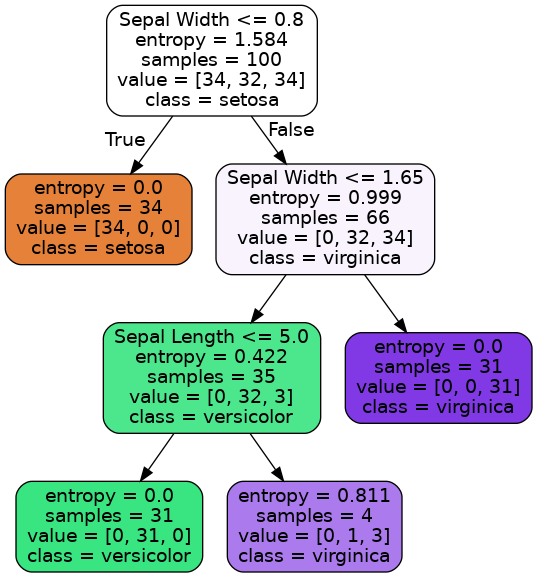 Sepal Width <= 0.8
entropy = 1.584
samples = 100
value = [34, 32, 34]
class = setosa
True
False
entropy = 0.0
samples = 34
value = [34, 0, 0]
class = setosa
Sepal Width <= 1.65
entropy = 0.999
samples = 66
value = [0, 32, 34]
class = virginica
Sepal Length <= 5.0
entropy = 0.422
samples = 35
value = [0, 32, 3]
class = versicolor
entropy = 0.0
samples = 31
value = [0, 0, 31]
class = virginica
entropy = 0.0
samples = 31
value = [0, 31, 0]
class = versicolor
entropy = 0.811
samples = 4
value = [0, 1, 3]
class = virginica